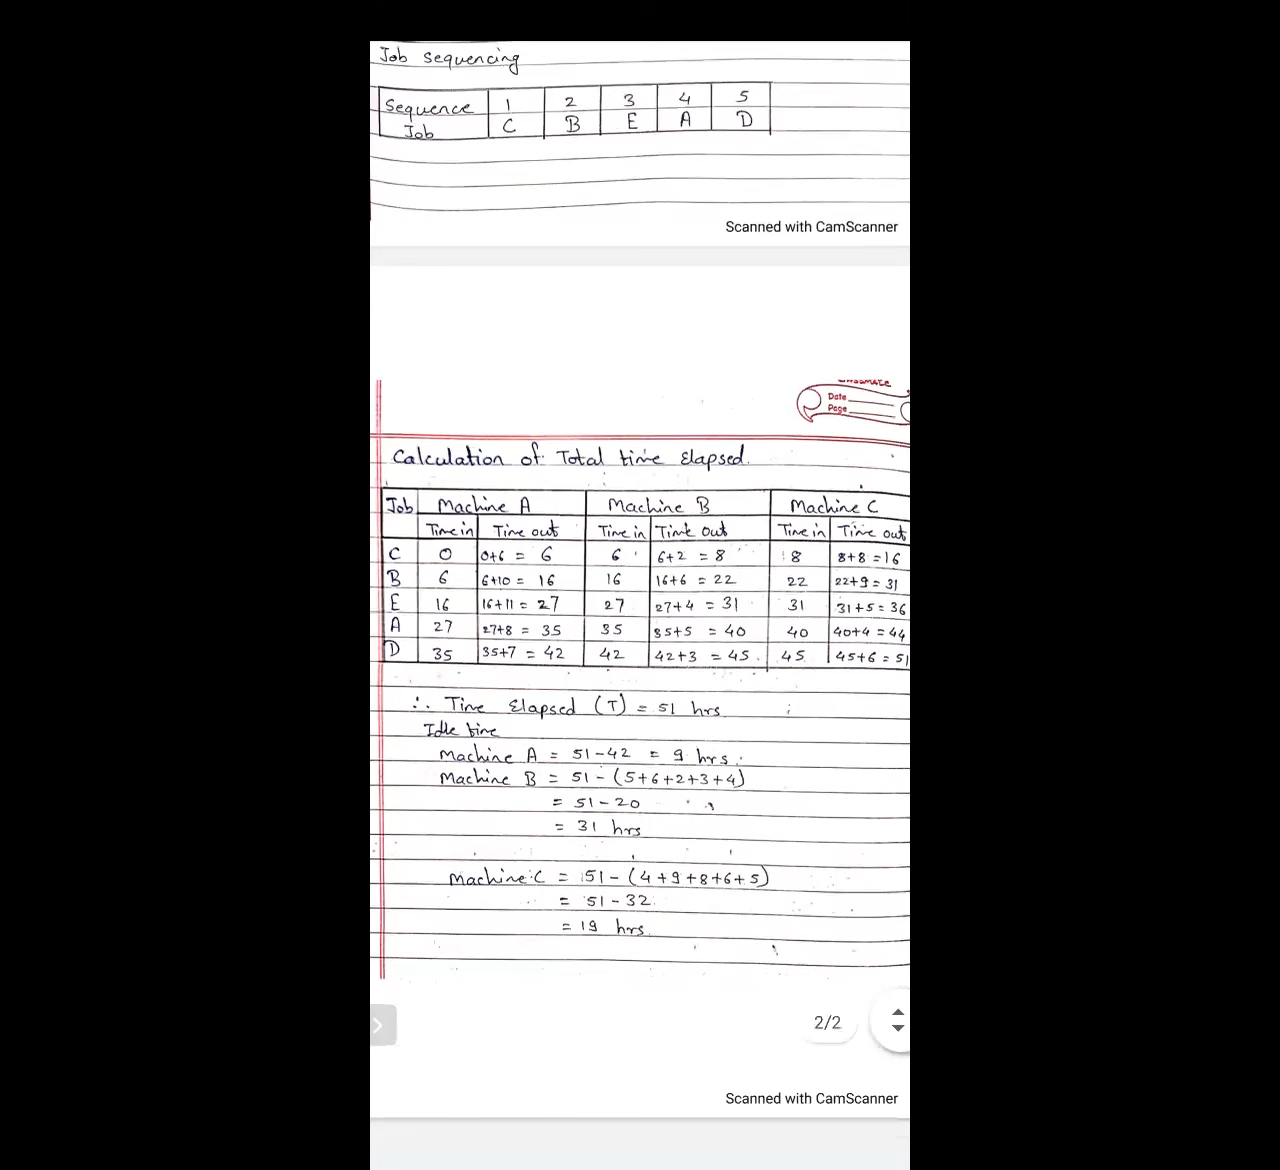 Job sequencing
Sequence 1 2 3 4 5
Job C B E A D
Scanned with CamScanner
Date
Page
Calculation of Total time Elapsed.
Job Machine A Machine B Machine C
Time in Time out Time in Time Out Time in Time out
C 0 0+6 = 6 6 6+2 = 8 8 8+8 = 16
B 6 6+10 = 16 16 16+6 = 22 22 22+9 = 31
E 16 16+11 = 27 27 27+4 = 31 31 31+5 = 36
A 27 27+8 = 35 35 35+5 = 40 40 40+4 = 44
D 35 35+7 = 42 42 42+3 = 45 45 45+6 = 51
∴ Time Elapsed (T) = 51 hrs
Idle time
Machine A = 51-42 = 9 hrs.
Machine B = 51-(5+6+2+3+4)
= 51-20
= 31 hrs
Machine C = 51-(4+9+8+6+5)
= 51-32
= 19 hrs.
2/2
Scanned with CamScanner